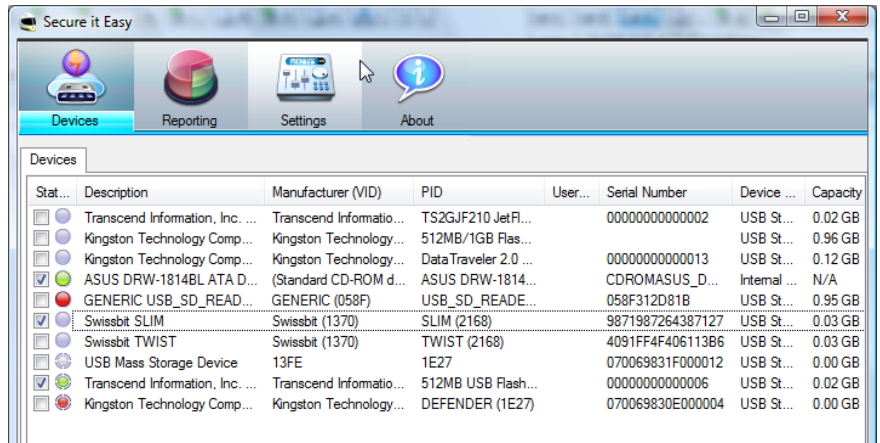 Secure it Easy
Devices Reporting Settings About
Devices
Stat... Description Manufacturer (VID) PID User... Serial Number Device ... Capacity
Transcend Information, Inc. ... Transcend Informatio... TS2GJF210 JetFl... 00000000000002 USB St... 0.02 GB
Kingston Technology Comp... Kingston Technology... 512MB/1GB Flas... USB St... 0.96 GB
Kingston Technology Comp... Kingston Technology... DataTraveler 2.0 ... 00000000000013 USB St... 0.12 GB
ASUS DRW-1814BL ATA D... (Standard CD-ROM d... ASUS DRW-1814... CDROMASUS_D... Internal ... N/A
GENERIC USB_SD_READ... GENERIC (058F) USB_SD_READE... 058F312D81B USB St... 0.95 GB
Swissbit SLIM Swissbit (1370) SLIM (2168) 9871987264387127 USB St... 0.03 GB
Swissbit TWIST Swissbit (1370) TWIST (2168) 4091FF4F406113B6 USB St... 0.03 GB
USB Mass Storage Device 13FE 1E27 070069831F000012 USB St... 0.00 GB
Transcend Information, Inc. ... Transcend Informatio... 512MB USB Flash... 00000000000006 USB St... 0.02 GB
Kingston Technology Comp... Kingston Technology... DEFENDER (1E27) 070069830E000004 USB St... 0.00 GB